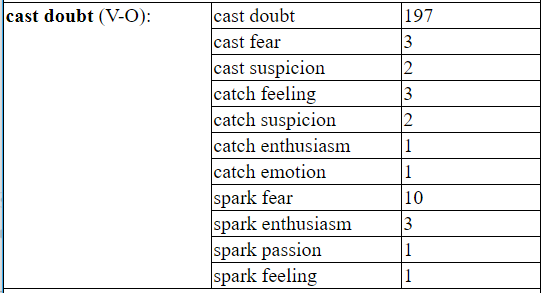 cast doubt (V-O): cast doubt 197
cast fear 3
cast suspicion 2
catch feeling 3
catch suspicion 2
catch enthusiasm 1
catch emotion 1
spark fear 10
spark enthusiasm 3
spark passion 1
spark feeling 1